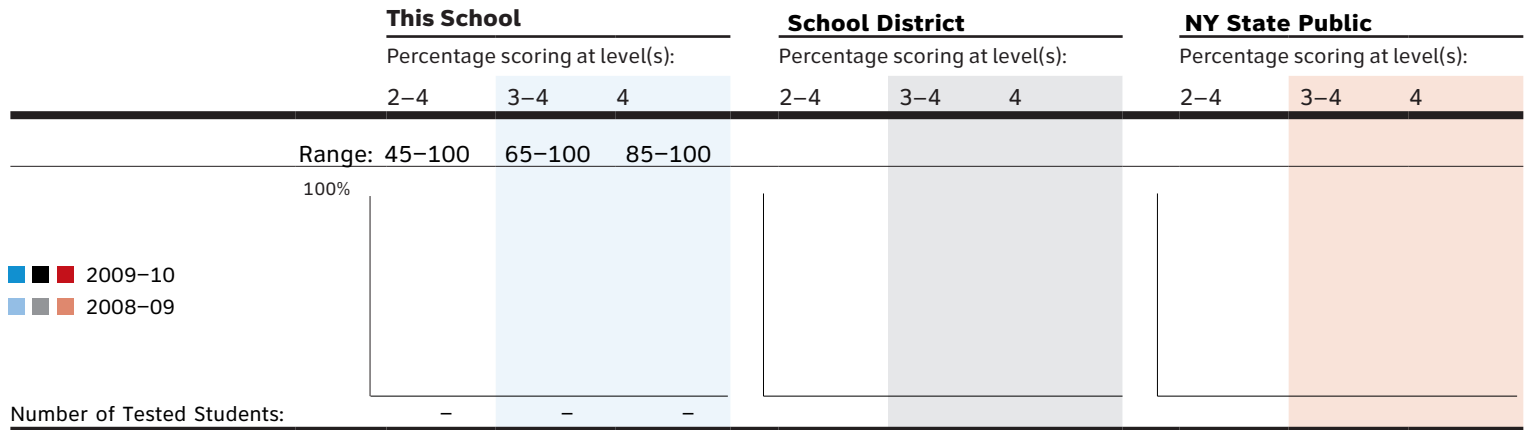 This School School District NY State Public
Percentage scoring at level(s): Percentage scoring at level(s): Percentage scoring at level(s):
2–4 3–4 4 2–4 3–4 4 2–4 3–4 4
Range: 45–100 65–100 85–100
100%
2009–10
2008–09
Number of Tested Students: – – –